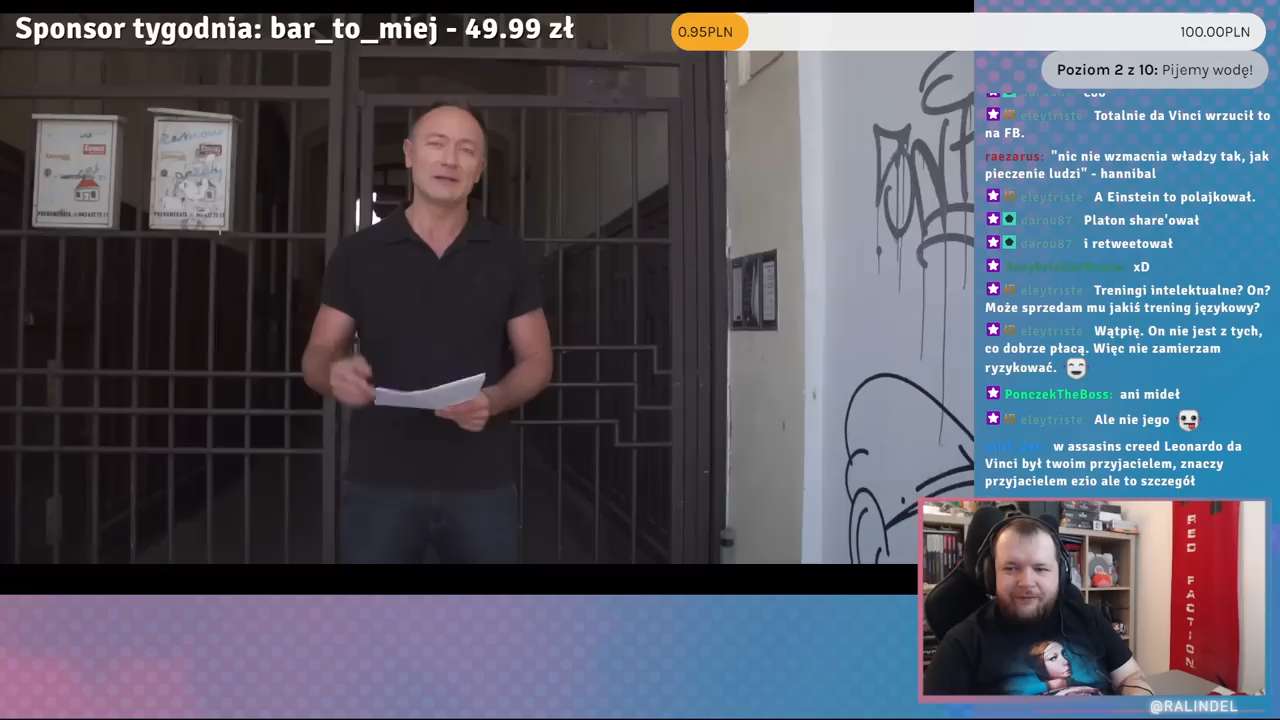 Sponsor tygodnia: bar_to_miej - 49.99 zł
0.95PLN
100.00PLN
Poziom 2 z 10: Pijemy wodę!
eleytriste Totalnie da Vinci wrzucił to
na FB.
raezarus: "nic nie wzmacnia władzy tak, jak
pieczenie ludzi" - hannibal
eleytriste A Einstein to polajkował.
darou87 Platon share'ował
darou87 i retweetował
xD
eleytriste Treningi intelektualne? On?
Może sprzedam mu jakiś trening językowy?
eleytriste Wątpię. On nie jest z tych,
co dobrze płacą. Więc nie zamierzam
ryzykować.
PonczekTheBoss: ani mideł
eleytriste Ale nie jego
w assasins creed Leonardo da
Vinci był twoim przyjacielem, znaczy
przyjacielem ezio ale to szczegół
RED FACTION
@RALINDEL